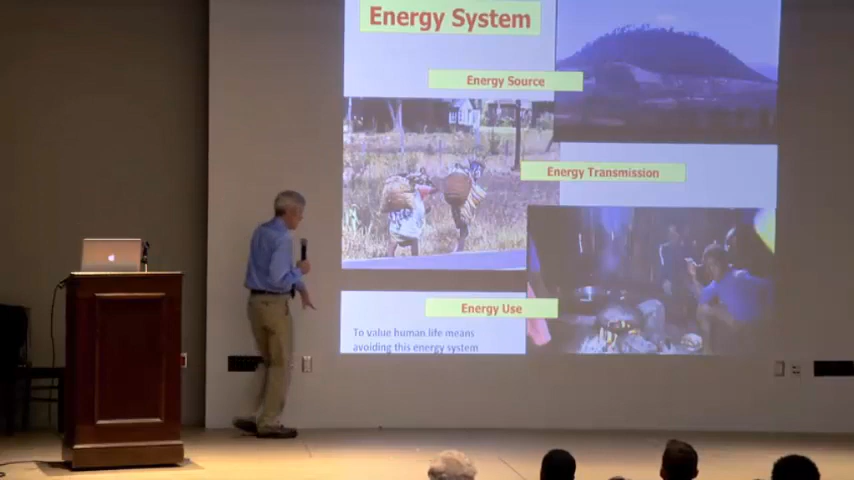 Energy System
Energy Source
Energy Transmission
Energy Use
To value human life means
avoiding this energy system